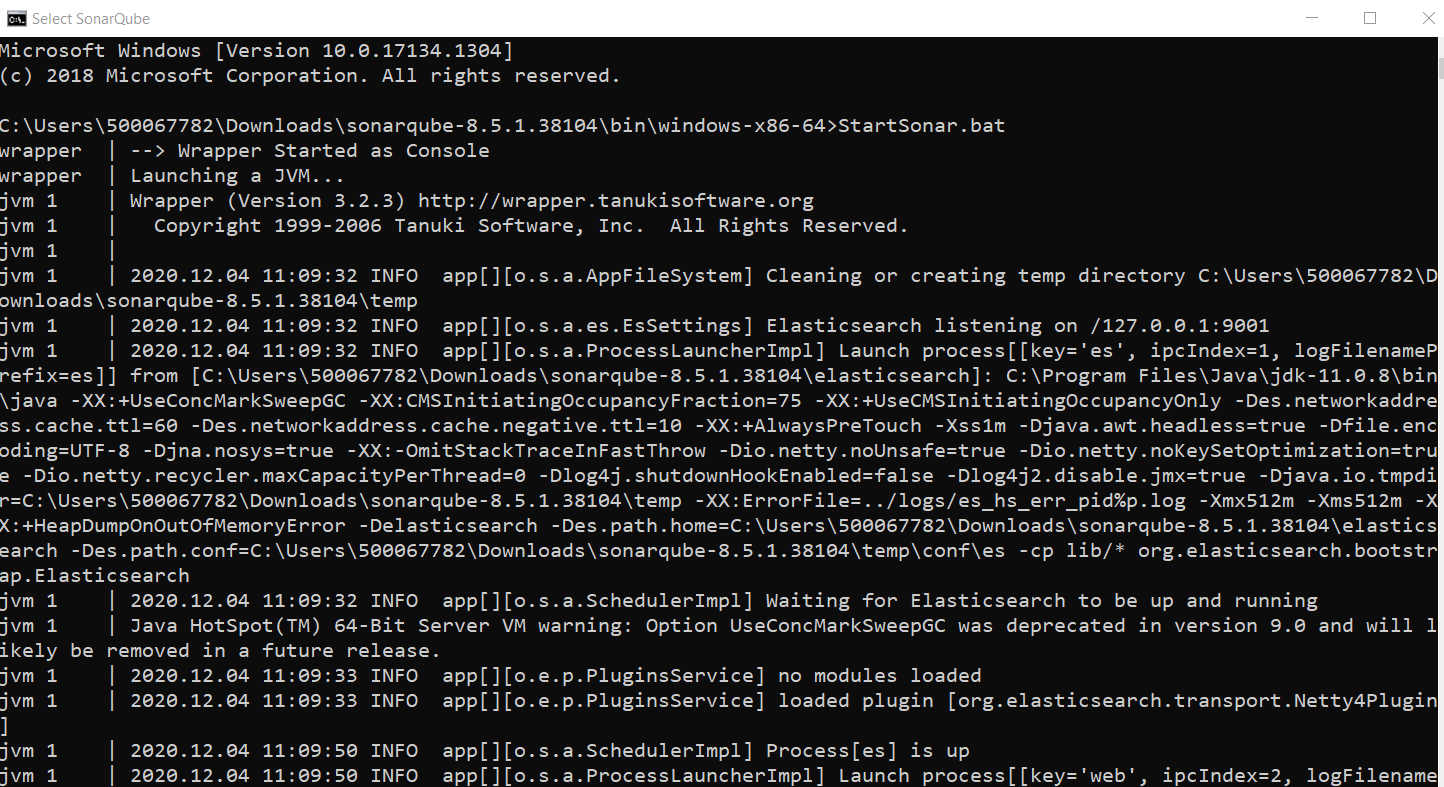 Select SonarQube
Microsoft Windows [Version 10.0.17134.1304]
(c) 2018 Microsoft Corporation. All rights reserved.
C:\Users\500067782\Downloads\sonarqube-8.5.1.38104\bin\windows-x86-64>StartSonar.bat
wrapper  | --> Wrapper Started as Console
wrapper  | Launching a JVM...
jvm 1    | Wrapper (Version 3.2.3) http://wrapper.tanukisoftware.org
jvm 1    |   Copyright 1999-2006 Tanuki Software, Inc.  All Rights Reserved.
jvm 1    |
jvm 1    | 2020.12.04 11:09:32 INFO  app[][o.s.a.AppFileSystem] Cleaning or creating temp directory C:\Users\500067782\D
ownloads\sonarqube-8.5.1.38104\temp
jvm 1    | 2020.12.04 11:09:32 INFO  app[][o.s.a.es.EsSettings] Elasticsearch listening on /127.0.0.1:9001
jvm 1    | 2020.12.04 11:09:32 INFO  app[][o.s.a.ProcessLauncherImpl] Launch process[[key='es', ipcIndex=1, logFilenameP
refix=es]] from [C:\Users\500067782\Downloads\sonarqube-8.5.1.38104\elasticsearch]: C:\Program Files\Java\jdk-11.0.8\bin
\java -XX:+UseConcMarkSweepGC -XX:CMSInitiatingOccupancyFraction=75 -XX:+UseCMSInitiatingOccupancyOnly -Des.networkaddre
ss.cache.ttl=60 -Des.networkaddress.cache.negative.ttl=10 -XX:+AlwaysPreTouch -Xss1m -Djava.awt.headless=true -Dfile.enc
oding=UTF-8 -Djna.nosys=true -XX:-OmitStackTraceInFastThrow -Dio.netty.noUnsafe=true -Dio.netty.noKeySetOptimization=tru
e -Dio.netty.recycler.maxCapacityPerThread=0 -Dlog4j.shutdownHookEnabled=false -Dlog4j2.disable.jmx=true -Djava.io.tmpdi
r=C:\Users\500067782\Downloads\sonarqube-8.5.1.38104\temp -XX:ErrorFile=../logs/es_hs_err_pid%p.log -Xmx512m -Xms512m -X
X:+HeapDumpOnOutOfMemoryError -Delasticsearch -Des.path.home=C:\Users\500067782\Downloads\sonarqube-8.5.1.38104\elastics
earch -Des.path.conf=C:\Users\500067782\Downloads\sonarqube-8.5.1.38104\temp\conf\es -cp lib/* org.elasticsearch.bootstr
ap.Elasticsearch
jvm 1    | 2020.12.04 11:09:32 INFO  app[][o.s.a.SchedulerImpl] Waiting for Elasticsearch to be up and running
jvm 1    | Java HotSpot(TM) 64-Bit Server VM warning: Option UseConcMarkSweepGC was deprecated in version 9.0 and will l
ikely be removed in a future release.
jvm 1    | 2020.12.04 11:09:33 INFO  app[][o.e.p.PluginsService] no modules loaded
jvm 1    | 2020.12.04 11:09:33 INFO  app[][o.e.p.PluginsService] loaded plugin [org.elasticsearch.transport.Netty4Plugin
]
jvm 1    | 2020.12.04 11:09:50 INFO  app[][o.s.a.SchedulerImpl] Process[es] is up
jvm 1    | 2020.12.04 11:09:50 INFO  app[][o.s.a.ProcessLauncherImpl] Launch process[[key='web', ipcIndex=2, logFilename